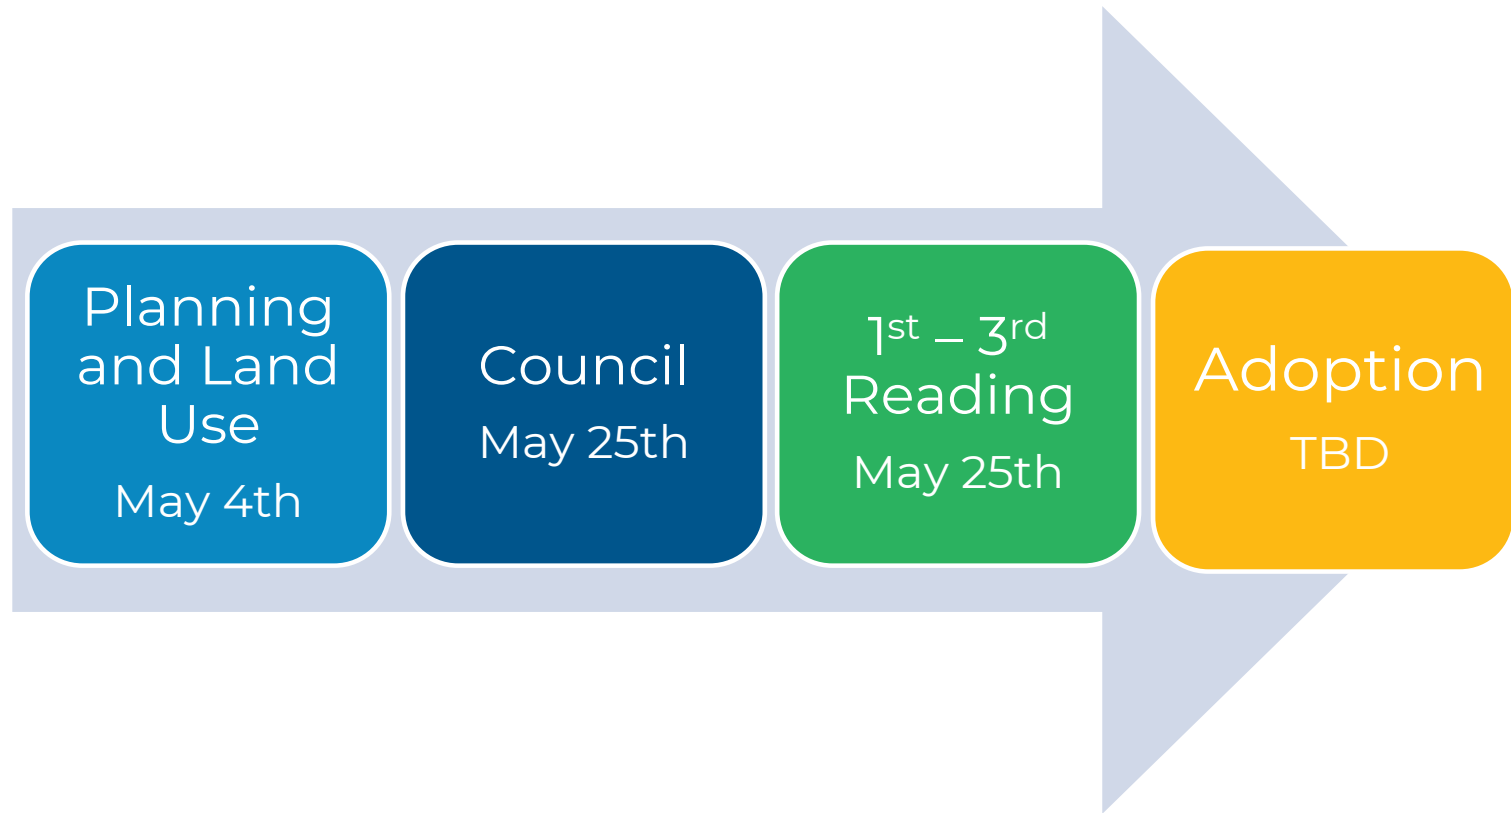 Planning
and Land
Use
May 4th
Council
May 25th
1st – 3rd
Reading
May 25th
Adoption
TBD